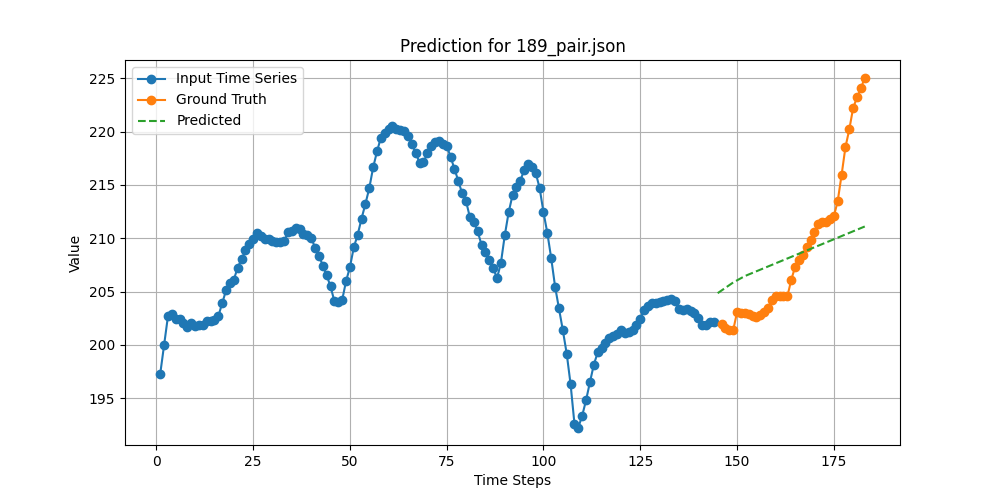 Prediction for 189_pair.json
Input Time Series
Ground Truth
Predicted
225
220
215
210
205
200
195
Value
0 25 50 75 100 125 150 175
Time Steps